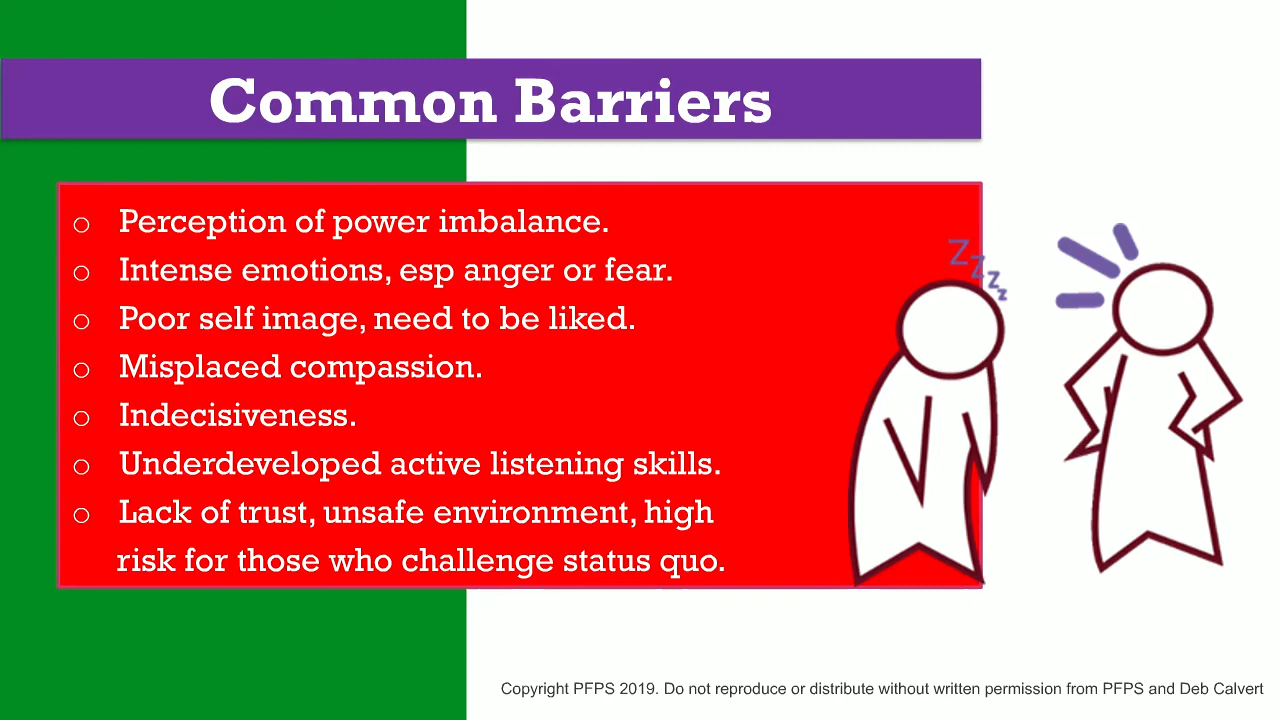 Common Barriers
o Perception of power imbalance.
o Intense emotions, esp anger or fear.
o Poor self image, need to be liked.
o Misplaced compassion.
o Indecisiveness.
o Underdeveloped active listening skills.
o Lack of trust, unsafe environment, high
risk for those who challenge status quo.
Z Z Z Z
Copyright PFPS 2019. Do not reproduce or distribute without written permission from PFPS and Deb Calvert